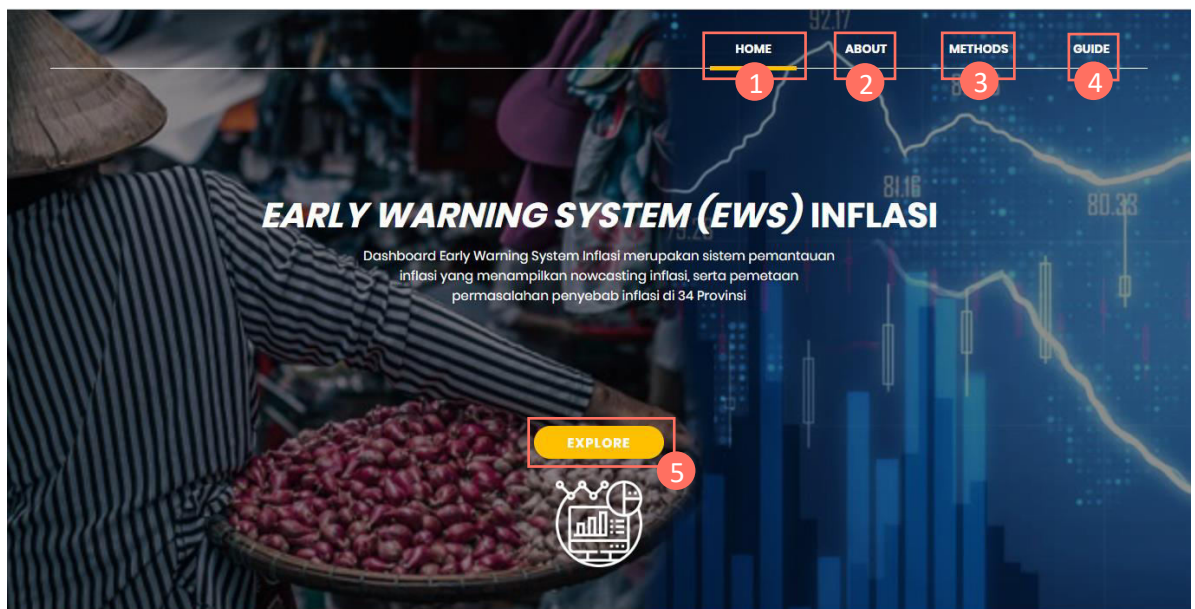 92.17
HOME ABOUT METHODS GUIDE
1 2 3 4
81.16
80.33
EARLY WARNING SYSTEM (EWS) INFLASI
Dashboard Early Warning System Inflasi merupakan sistem pemantauan
inflasi yang menampilkan nowcasting inflasi, serta pemetaan
permasalahan penyebab inflasi di 34 Provinsi
EXPLORE
5